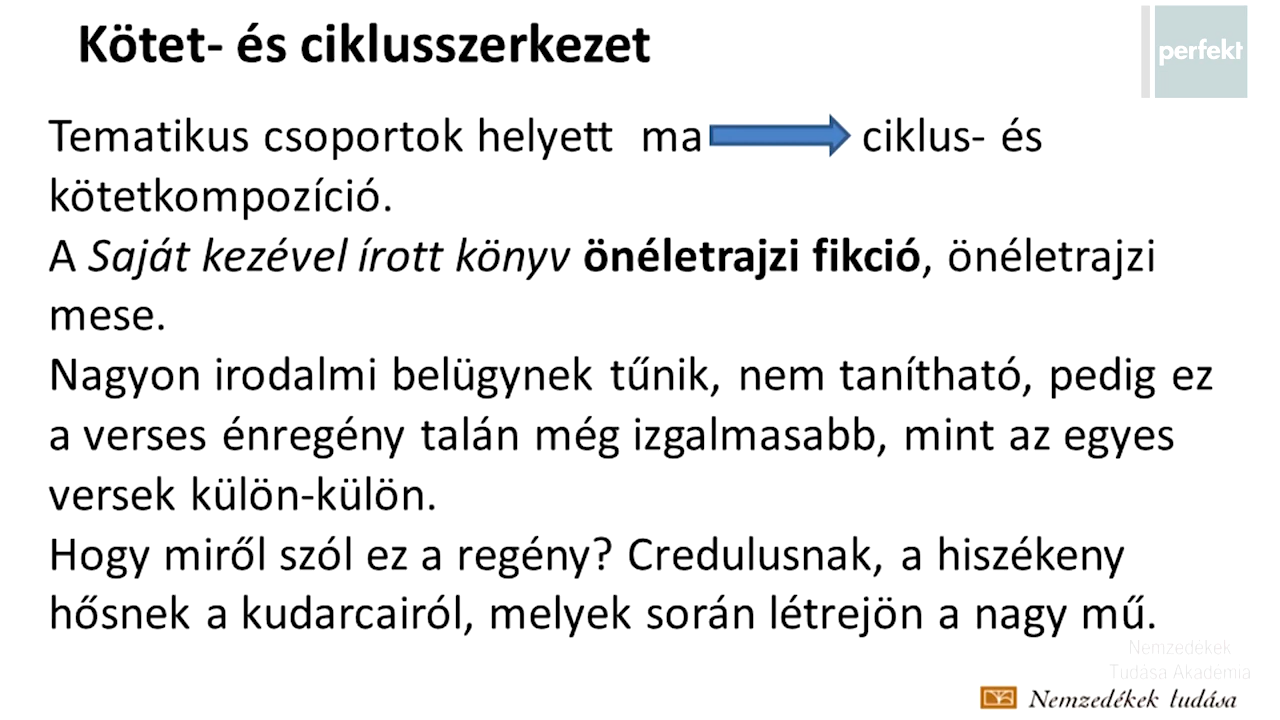 Kötet- és ciklusszerkezet
perfekt
Tematikus csoportok helyett ma ciklus- és
kötetkompozíció.
A Saját kezével írott könyv önéletrajzi fikció, önéletrajzi
mese.
Nagyon irodalmi belügynek tűnik, nem tanítható, pedig ez
a verses énregény talán még izgalmasabb, mint az egyes
versek külön-külön.
Hogy miről szól ez a regény? Credulusnak, a hiszékeny
hősnek a kudarcairól, melyek során létrejön a nagy mű.
Nemzedékek
Tudása Akadémia
Nemzedékek tudása